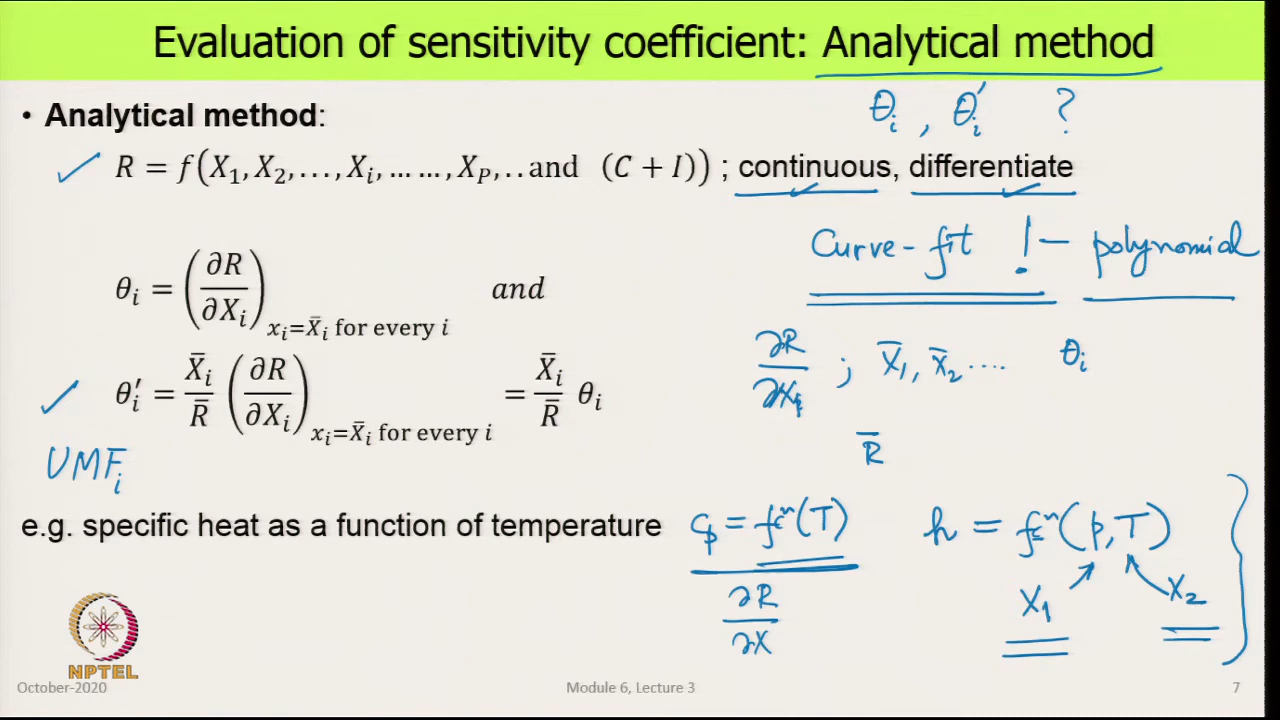 Evaluation of sensitivity coefficient: Analytical method
θᵢ , θᵢ′ ?
• Analytical method:
R = f(X₁, X₂, . . . , Xᵢ, … … , X_P, . . and (C + I)) ; continuous, differentiate
Curve-fit ! — polynomial
θᵢ = (∂R/∂Xᵢ) xᵢ=X̄ᵢ for every i and
∂R/∂Xᵢ ; X̄₁, X̄₂ .... θᵢ
θᵢ′ = X̄ᵢ/R̄ (∂R/∂Xᵢ) xᵢ=X̄ᵢ for every i = X̄ᵢ/R̄ θᵢ
R̄
UMFᵢ
e.g. specific heat as a function of temperature Cp = fcⁿ(T) h = fcⁿ(p,T)
∂R/∂X X₁ X₂
NPTEL
October-2020 Module 6, Lecture 3 7